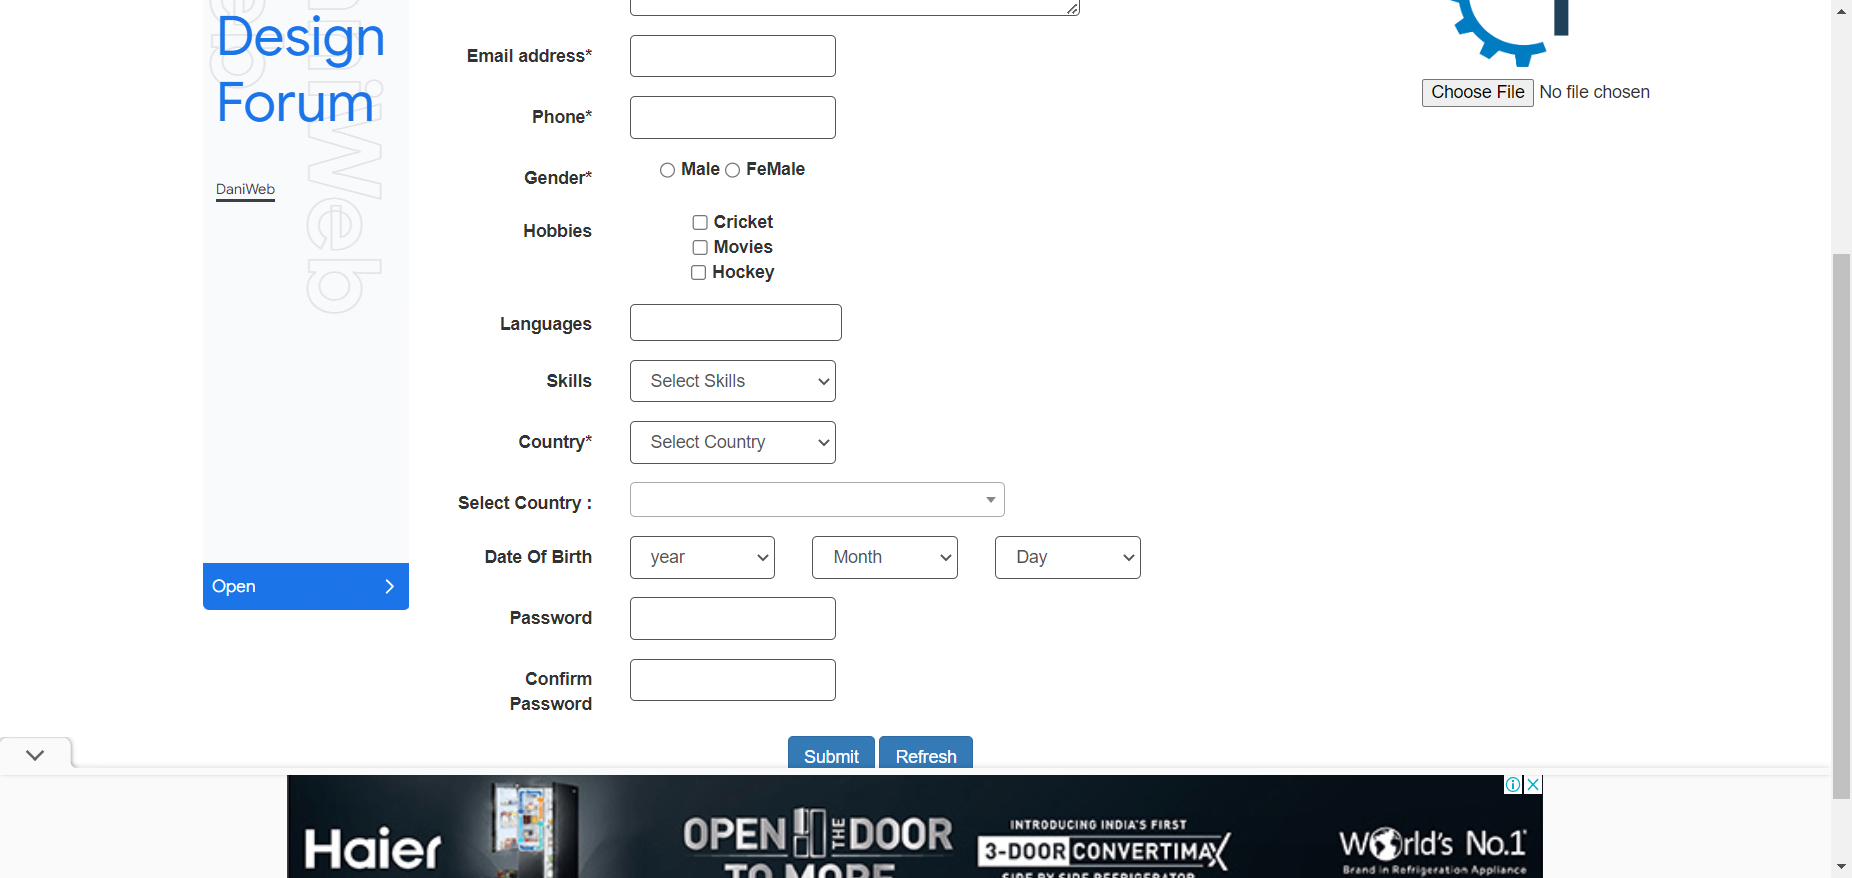 Design
Forum
DaniWeb
DaniWeb
Open
Email address*
Phone*
Gender*
Male
FeMale
Hobbies
Cricket
Movies
Hockey
Languages
Skills
Select Skills
Country*
Select Country
Select Country :
Date Of Birth
year
Month
Day
Password
Confirm
Password
Submit
Refresh
Choose File
No file chosen
Haier
OPEN THE DOOR
TO MORE
INTRODUCING INDIA'S FIRST
3-DOOR CONVERTIMAX
SIDE BY SIDE REFRIGERATOR
World's No.1
Brand in Refrigeration Appliance